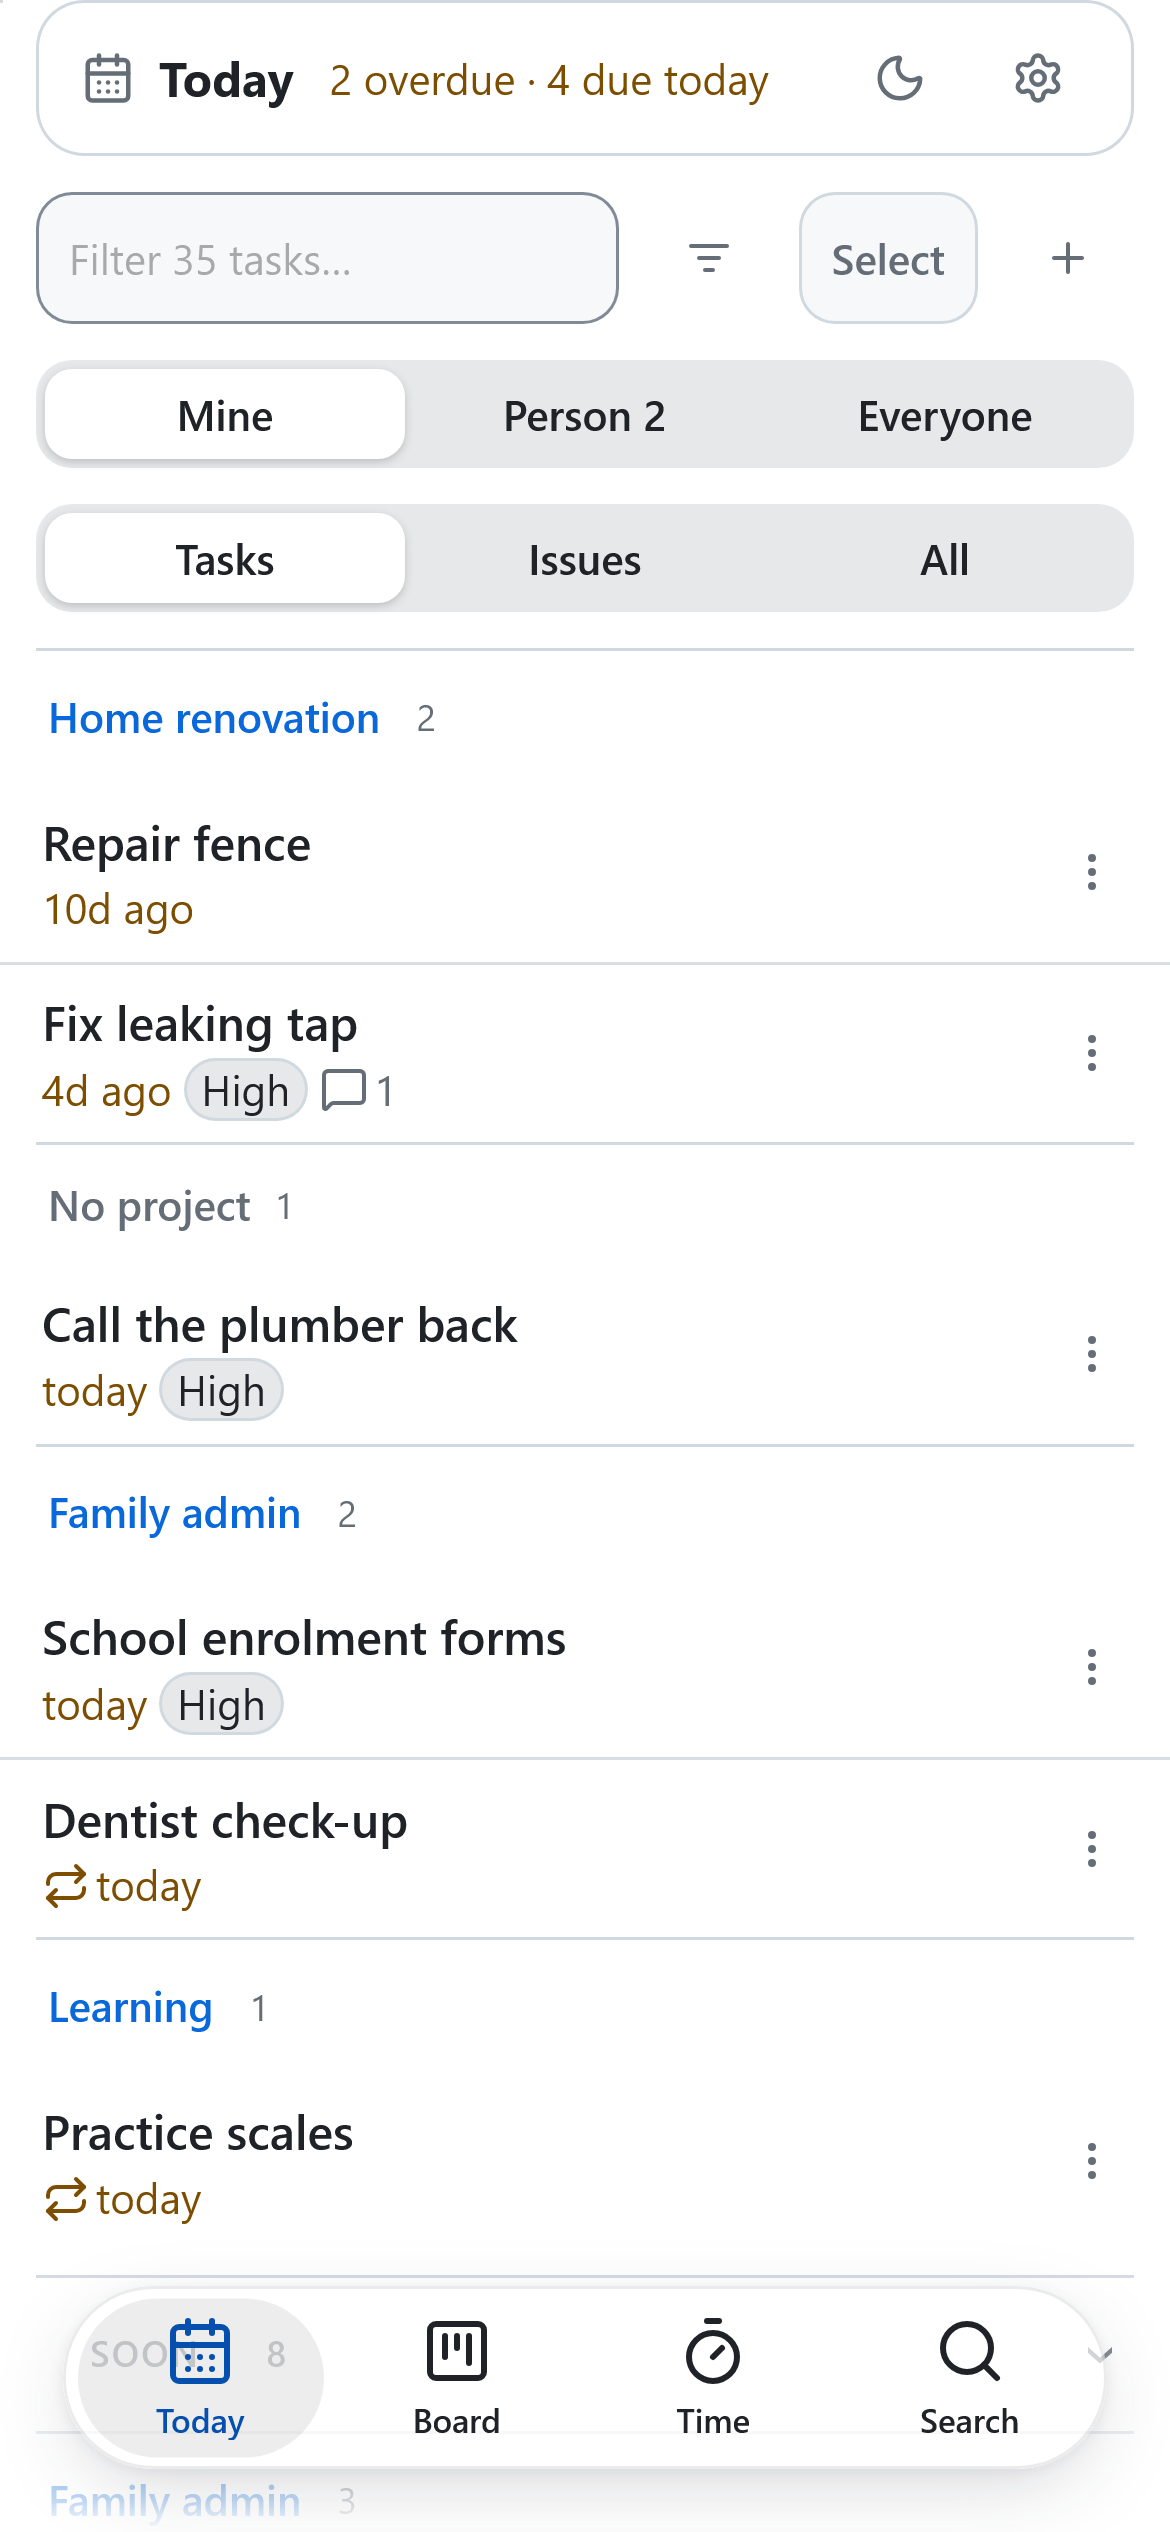 Today 2 overdue · 4 due today
Filter 35 tasks...
Select
Mine Person 2 Everyone
Tasks Issues All
Home renovation 2
Repair fence
10d ago
Fix leaking tap
4d ago High 1
No project 1
Call the plumber back
today High
Family admin 2
School enrolment forms
today High
Dentist check-up
today
Learning 1
Practice scales
today
SOON 8
Today Board Time Search
Family admin 3